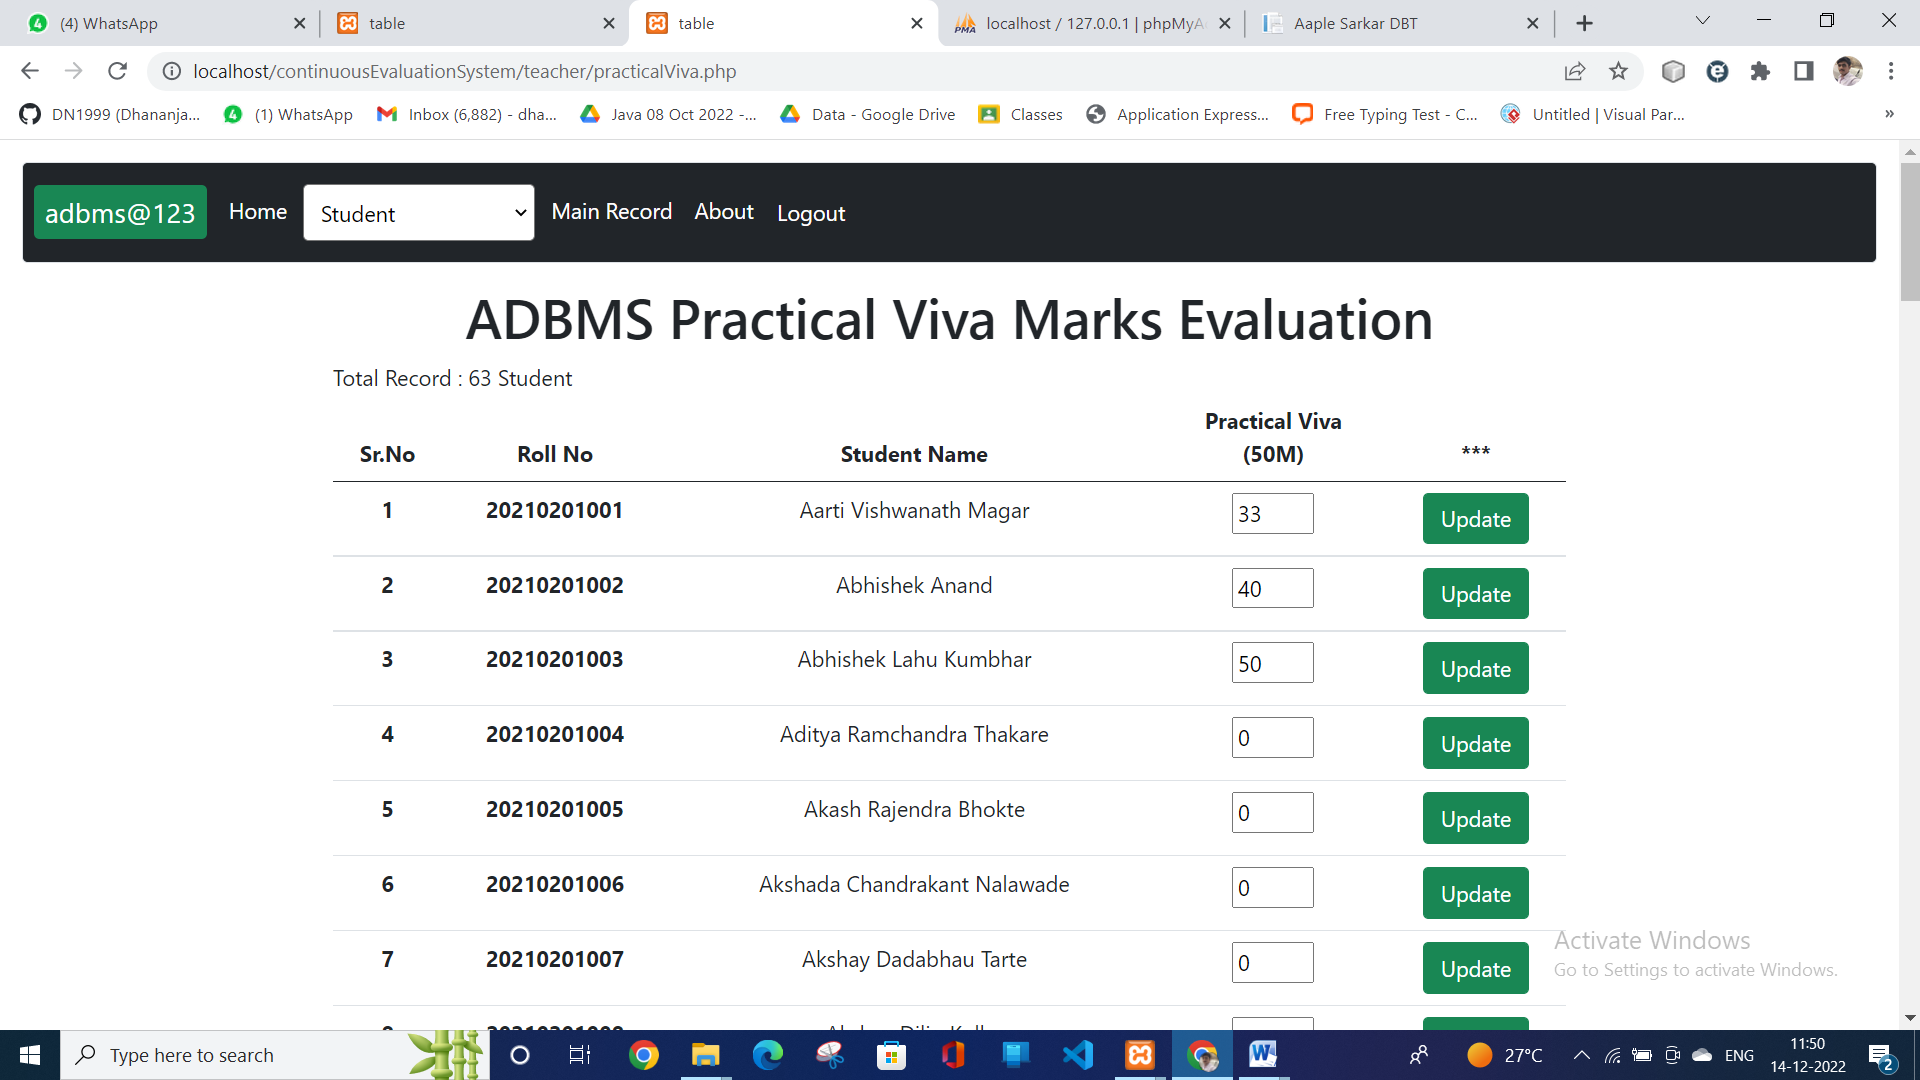 (4) WhatsApp
table
table
localhost / 127.0.0.1 | phpMyA
Aaple Sarkar DBT
localhost/continuousEvaluationSystem/teacher/practicalViva.php
DN1999 (Dhananja...
(1) WhatsApp
Inbox (6,882) - dha...
Java 08 Oct 2022 -...
Data - Google Drive
Classes
Application Express...
Free Typing Test - C...
Untitled | Visual Par...
»
adbms@123
Home
Student
Main Record
About
Logout
ADBMS Practical Viva Marks Evaluation
Total Record : 63 Student
Sr.No Roll No Student Name Practical Viva (50M) ***
1 20210201001 Aarti Vishwanath Magar 33 Update
2 20210201002 Abhishek Anand 40 Update
3 20210201003 Abhishek Lahu Kumbhar 50 Update
4 20210201004 Aditya Ramchandra Thakare 0 Update
5 20210201005 Akash Rajendra Bhokte 0 Update
6 20210201006 Akshada Chandrakant Nalawade 0 Update
7 20210201007 Akshay Dadabhau Tarte 0 Update
Activate Windows
Go to Settings to activate Windows.
Type here to search
27°C
ENG
11:50
14-12-2022
2